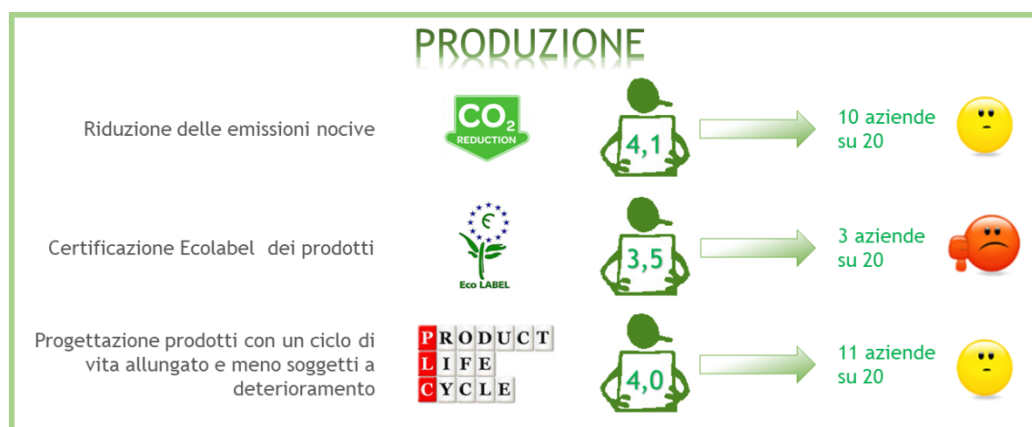 PRODUZIONE
Riduzione delle emissioni nocive
CO2
REDUCTION
4,1
10 aziende
su 20
Certificazione Ecolabel dei prodotti
€
Eco LABEL
3,5
3 aziende
su 20
Progettazione prodotti con un ciclo di
vita allungato e meno soggetti a
deterioramento
PRODUCT
LIFE
CYCLE
4,0
11 aziende
su 20